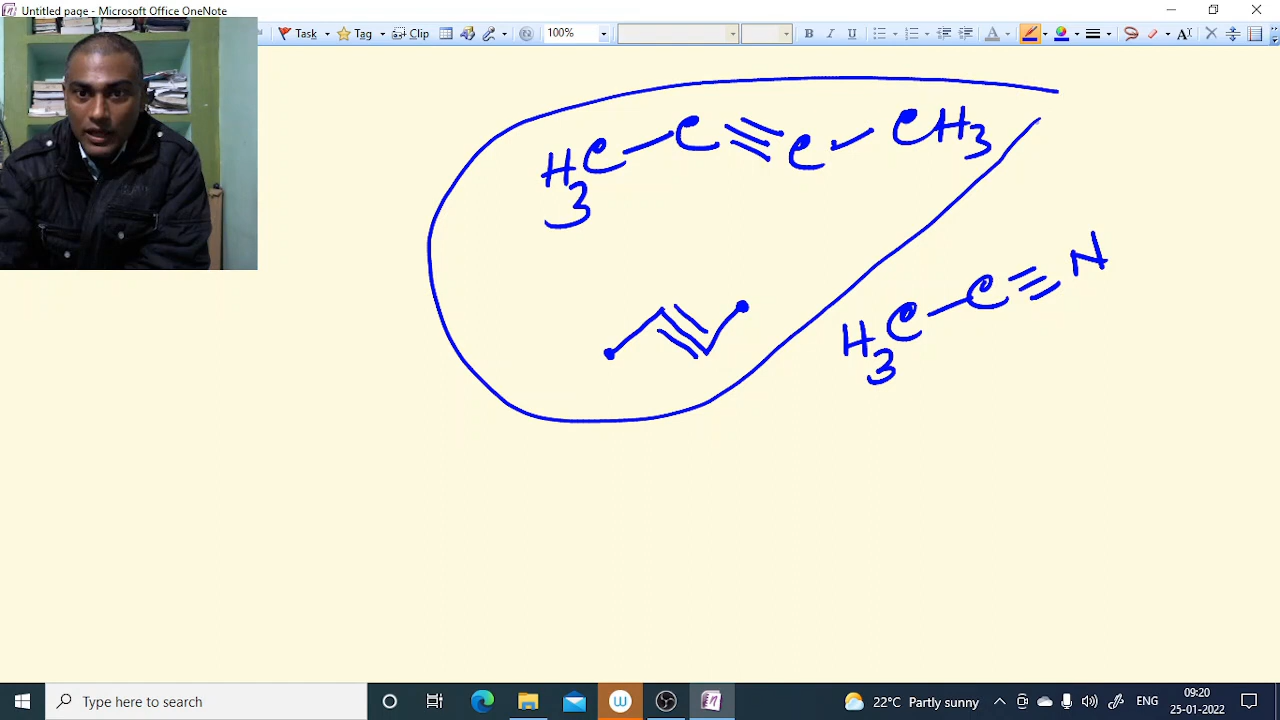 Untitled page - Microsoft Office OneNote
Task Tag Clip 100% B I U
H3C—C≡C—CH3
H3C—C≡N
Type here to search
22°C Partly sunny ENG 09:20
25-01-2022